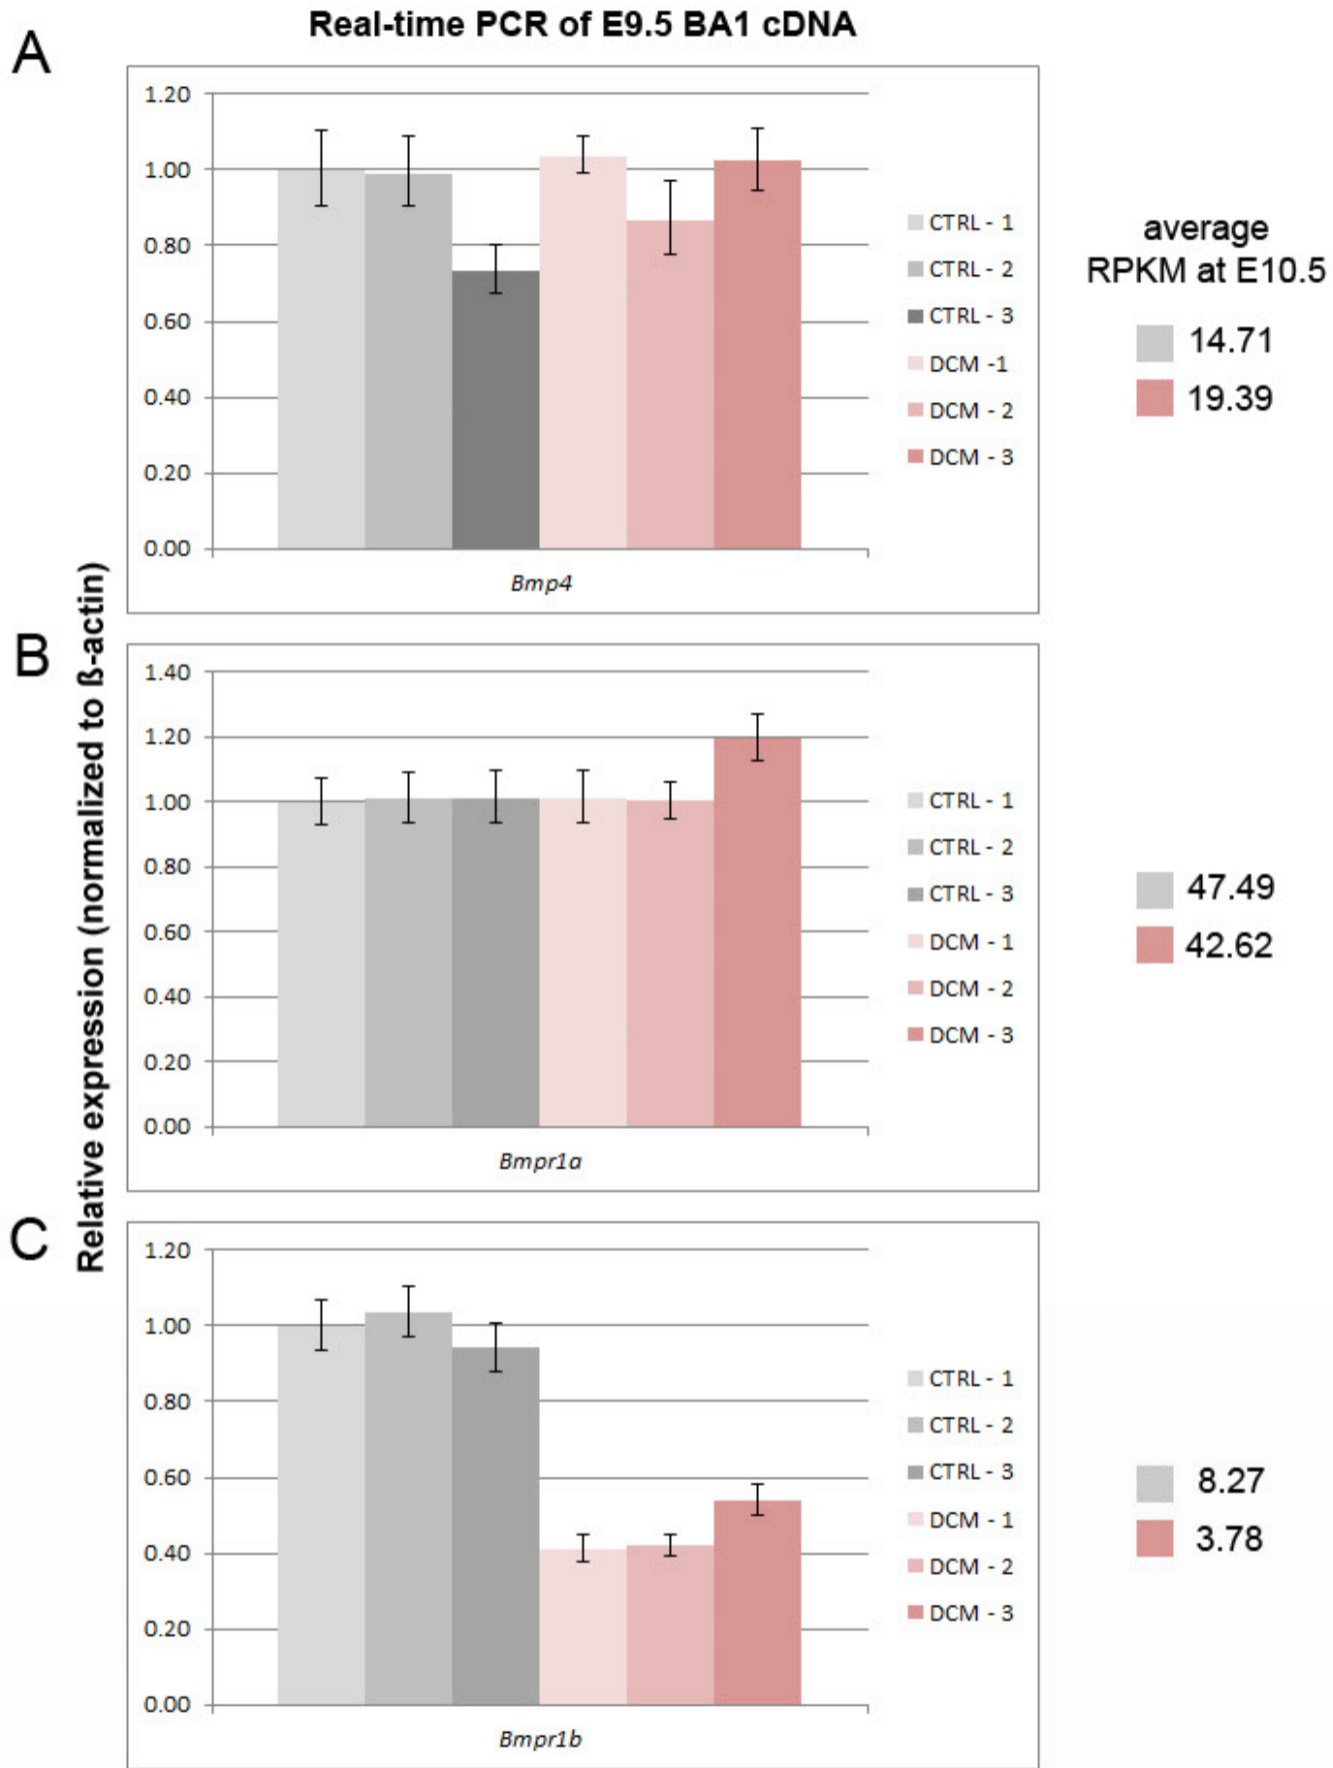 Real-time PCR of E9.5 BA1 cDNA
A
1.20
1.00
0.80
0.60
0.40
0.20
0.00
Bmp4
CTRL - 1
CTRL - 2
CTRL - 3
DCM -1
DCM - 2
DCM - 3
average
RPKM at E10.5
14.71
19.39
Relative expression (normalized to ß-actin)
B
1.40
1.20
1.00
0.80
0.60
0.40
0.20
0.00
Bmpr1a
CTRL - 1
CTRL - 2
CTRL - 3
DCM - 1
DCM - 2
DCM - 3
47.49
42.62
C
1.20
1.00
0.80
0.60
0.40
0.20
0.00
Bmpr1b
CTRL - 1
CTRL - 2
CTRL - 3
DCM - 1
DCM - 2
DCM - 3
8.27
3.78